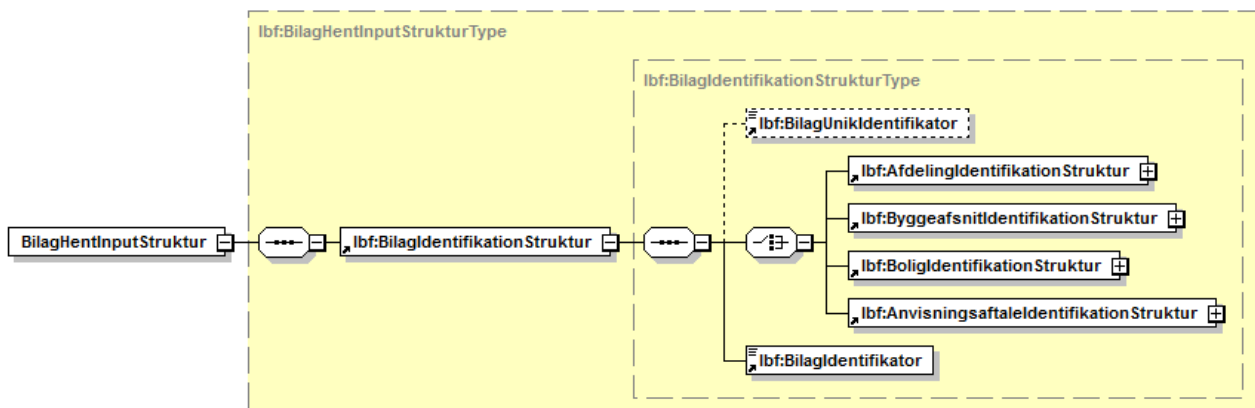 lbf:BilagHentInputStrukturType
lbf:BilagIdentifikationStrukturType
lbf:BilagUnikIdentifikator
lbf:AfdelingIdentifikationStruktur
lbf:ByggeafsnitIdentifikationStruktur
BilagHentInputStruktur
lbf:BilagIdentifikationStruktur
lbf:BoligIdentifikationStruktur
lbf:AnvisningsaftaleIdentifikationStruktur
lbf:BilagIdentifikator